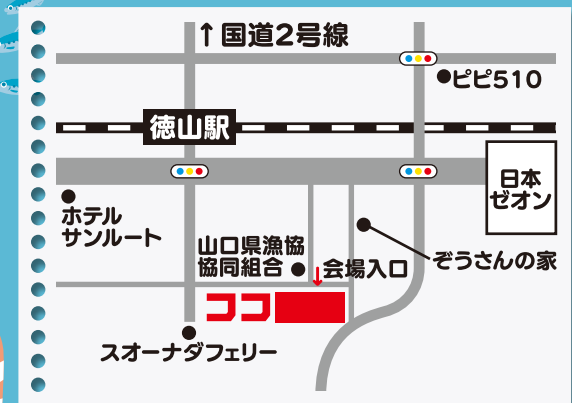 ↑国道2号線
ピピ510
徳山駅
日本
ゼオン
ホテル
サンルート
山口県漁協
協同組合
会場入口
ぞうさんの家
ココ
スオーナダフェリー